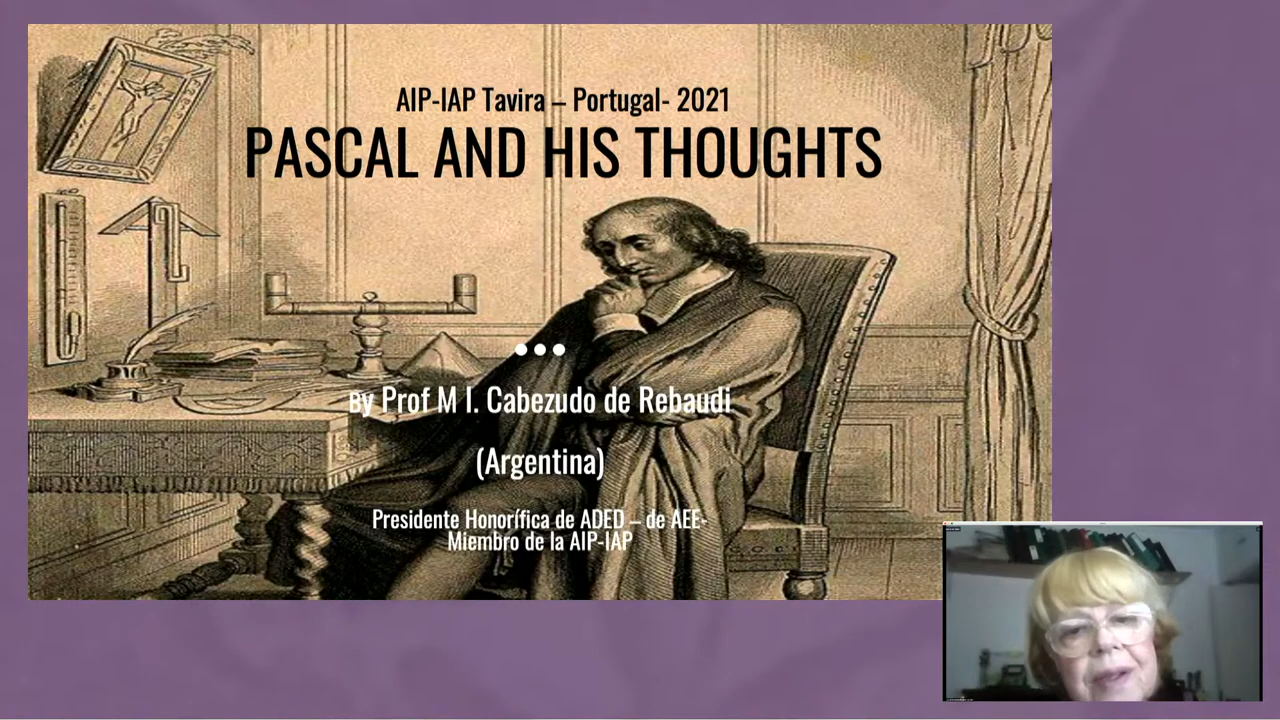 AIP-IAP Tavira – Portugal- 2021
PASCAL AND HIS THOUGHTS
By Prof M I. Cabezudo de Rebaudi
(Argentina)
Presidente Honorífica de ADED – de AEE-
Miembro de la AIP-IAP